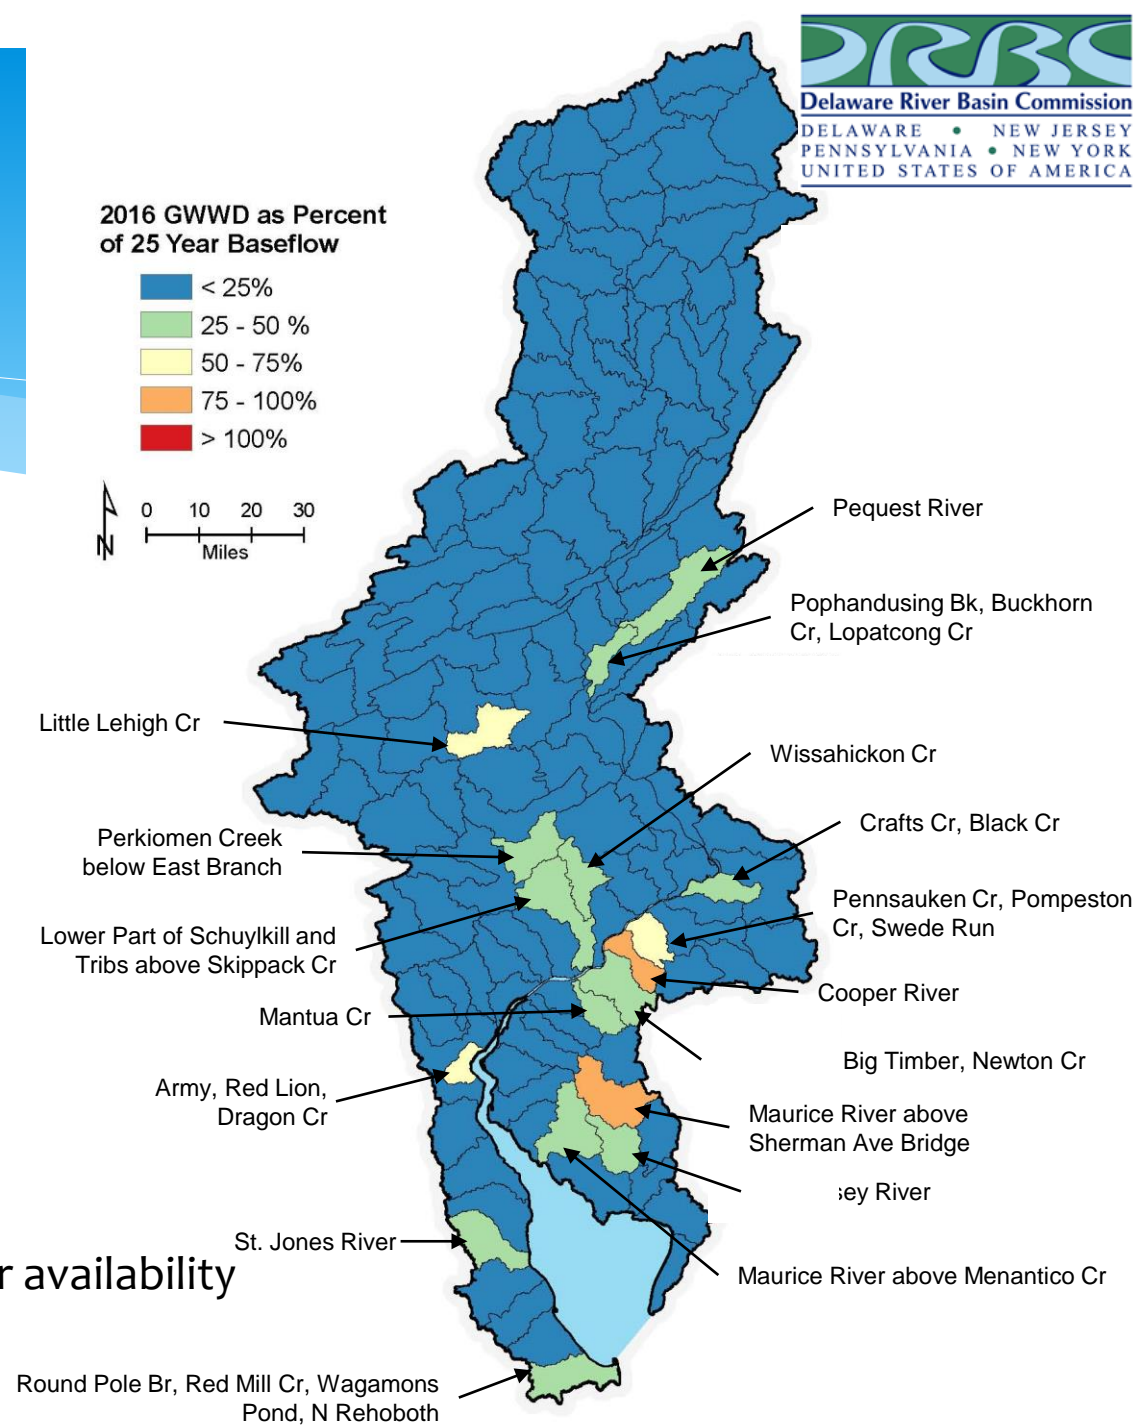 Delaware River Basin Commission
DELAWARE • NEW JERSEY
PENNSYLVANIA • NEW YORK
UNITED STATES OF AMERICA
2016 GWWD as Percent
of 25 Year Baseflow
< 25%
25 - 50 %
50 - 75%
75 - 100%
> 100%
N
0 10 20 30
Miles
Pequest River
Pophandusing Bk, Buckhorn
Cr, Lopatcong Cr
Little Lehigh Cr
Wissahickon Cr
Crafts Cr, Black Cr
Perkiomen Creek
below East Branch
Pennsauken Cr, Pompeston
Cr, Swede Run
Lower Part of Schuylkill and
Tribs above Skippack Cr
Cooper River
Mantua Cr
Big Timber, Newton Cr
Army, Red Lion,
Dragon Cr
Maurice River above
Sherman Ave Bridge
sey River
St. Jones River
r availability
Maurice River above Menantico Cr
Round Pole Br, Red Mill Cr, Wagamons
Pond, N Rehoboth